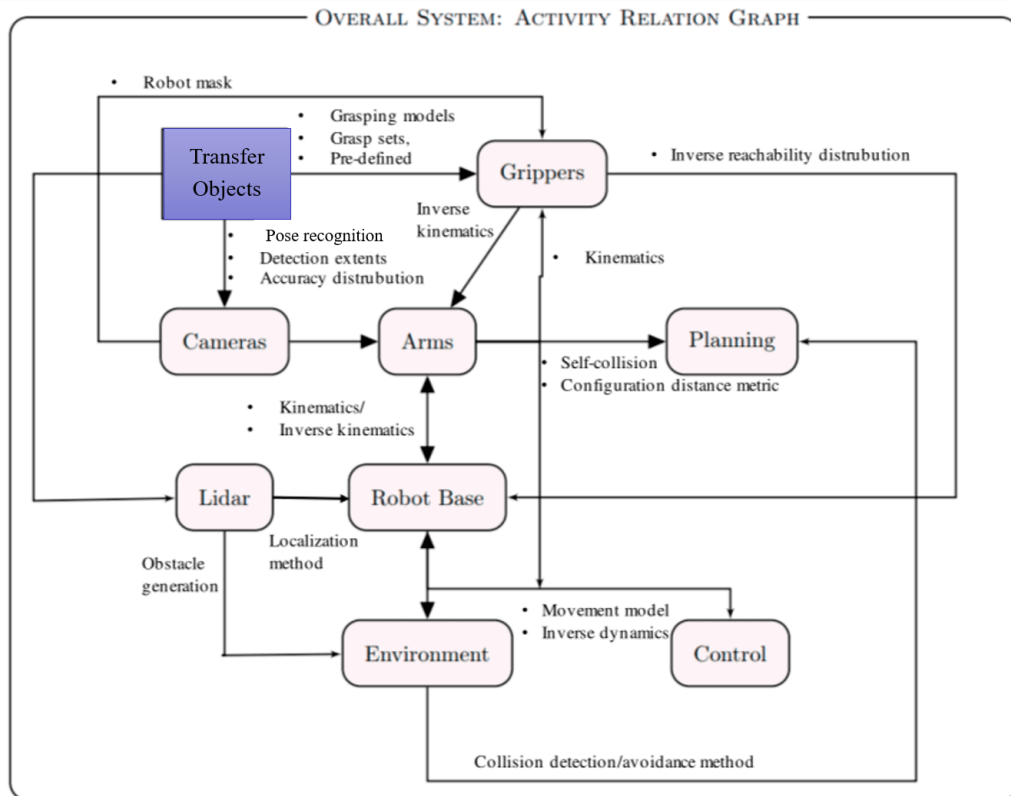 OVERALL SYSTEM: ACTIVITY RELATION GRAPH
• Robot mask
• Grasping models
• Grasp sets,
• Pre-defined
Transfer
Objects
Grippers
• Inverse reachability distrubution
Inverse
kinematics
• Pose recognition
• Detection extents
• Accuracy distrubution
• Kinematics
Cameras
Arms
Planning
• Self-collision
• Configuration distance metric
• Kinematics/
• Inverse kinematics
Lidar
Robot Base
Localization
method
Obstacle
generation
• Movement model
• Inverse dynamics
Environment
Control
Collision detection/avoidance method